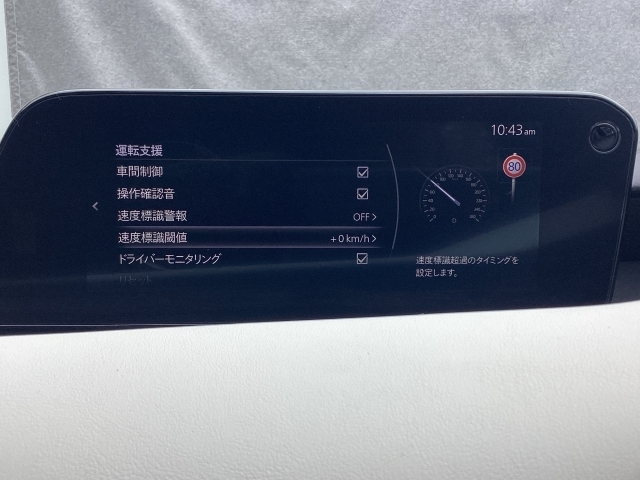 10:43 am
運転支援
車間制御
操作確認音
速度標識警報 OFF
速度標識閾値 +0 km/h
ドライバーモニタリング
80
速度標識超過のタイミングを
設定します。